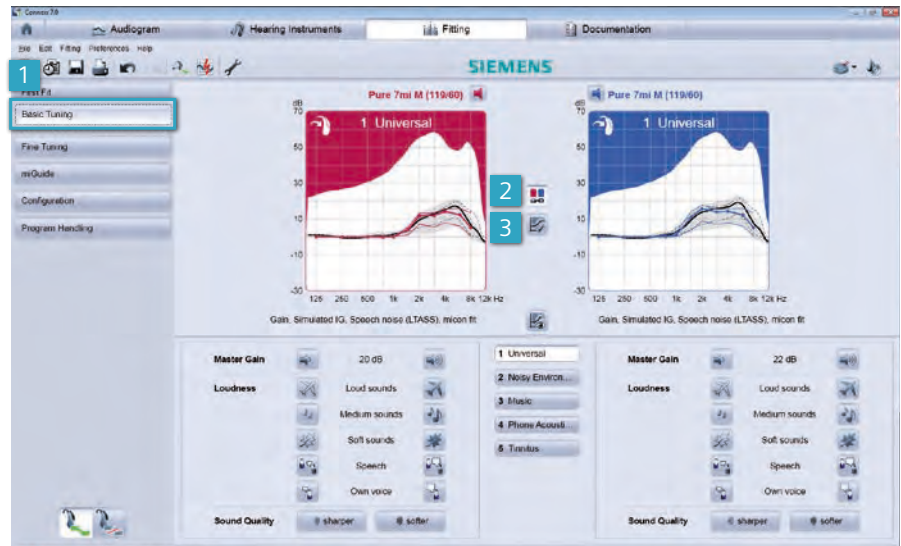 Connexx 7.0
Audiogram
Hearing Instruments
Fitting
Documentation
File Edit Fitting Preferences Help
1
SIEMENS
First Fit
Basic Tuning
Fine Tuning
miGuide
Configuration
Program Handling
Pure 7mi M (119/60)
dB
70
1 Universal
50
30
10
-10
-30
125 250 500 1k 2k 4k 8k 12k Hz
Gain, Simulated IG, Speech noise (LTASS), micon fit
2
3
Pure 7mi M (119/60)
dB
70
1 Universal
50
30
10
-10
-30
125 250 500 1k 2k 4k 8k 12k Hz
Gain, Simulated IG, Speech noise (LTASS), micon fit
Master Gain 20 dB
Loudness Loud sounds
Medium sounds
Soft sounds
Speech
Own voice
Sound Quality sharper softer
1 Universal
2 Noisy Environ...
3 Music
4 Phone Acousti
5 Tinnitus
Master Gain 22 dB
Loudness Loud sounds
Medium sounds
Soft sounds
Speech
Own voice
Sound Quality sharper softer